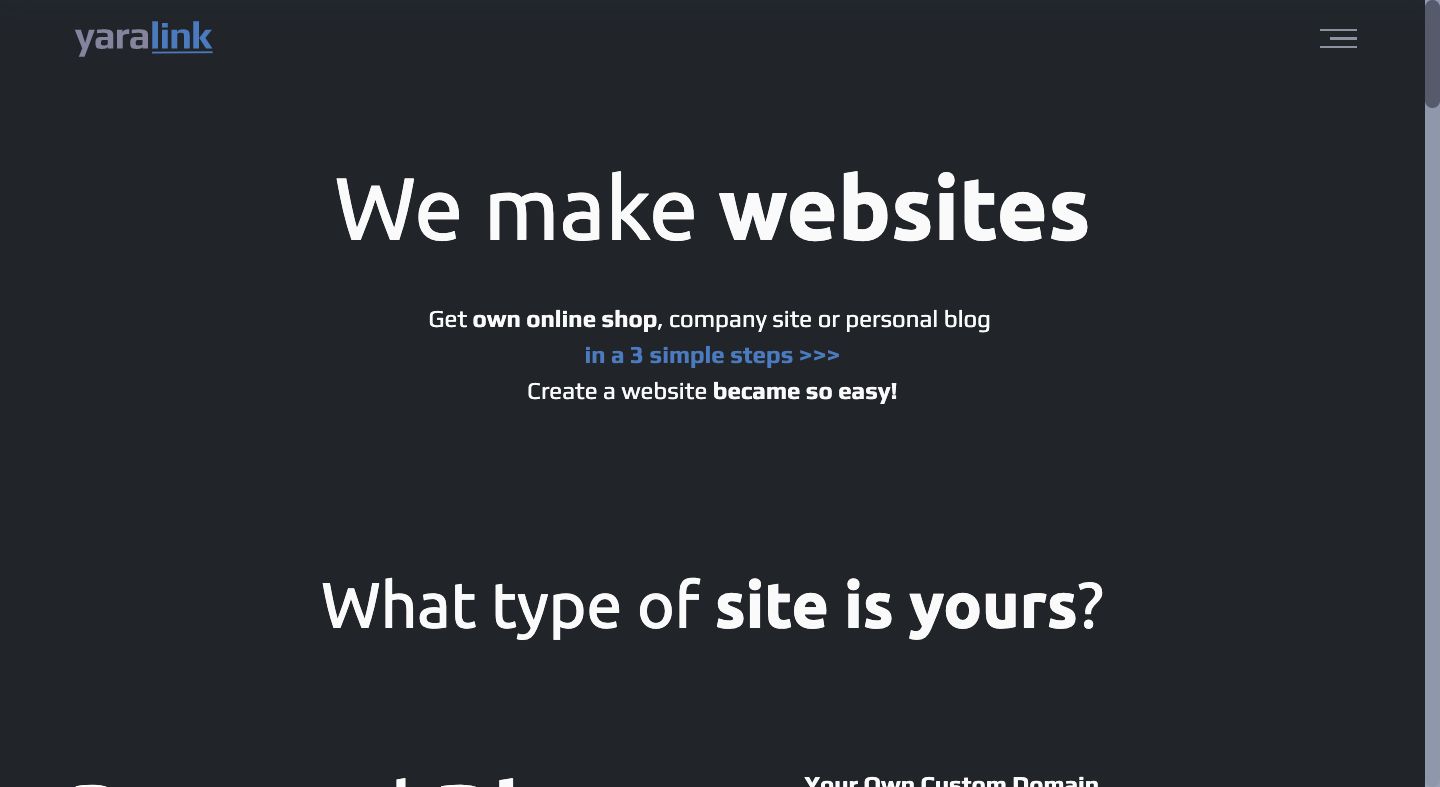 yaralink
We make websites
Get own online shop, company site or personal blog
in a 3 simple steps >>>
Create a website became so easy!
What type of site is yours?
Your Own Custom Domain